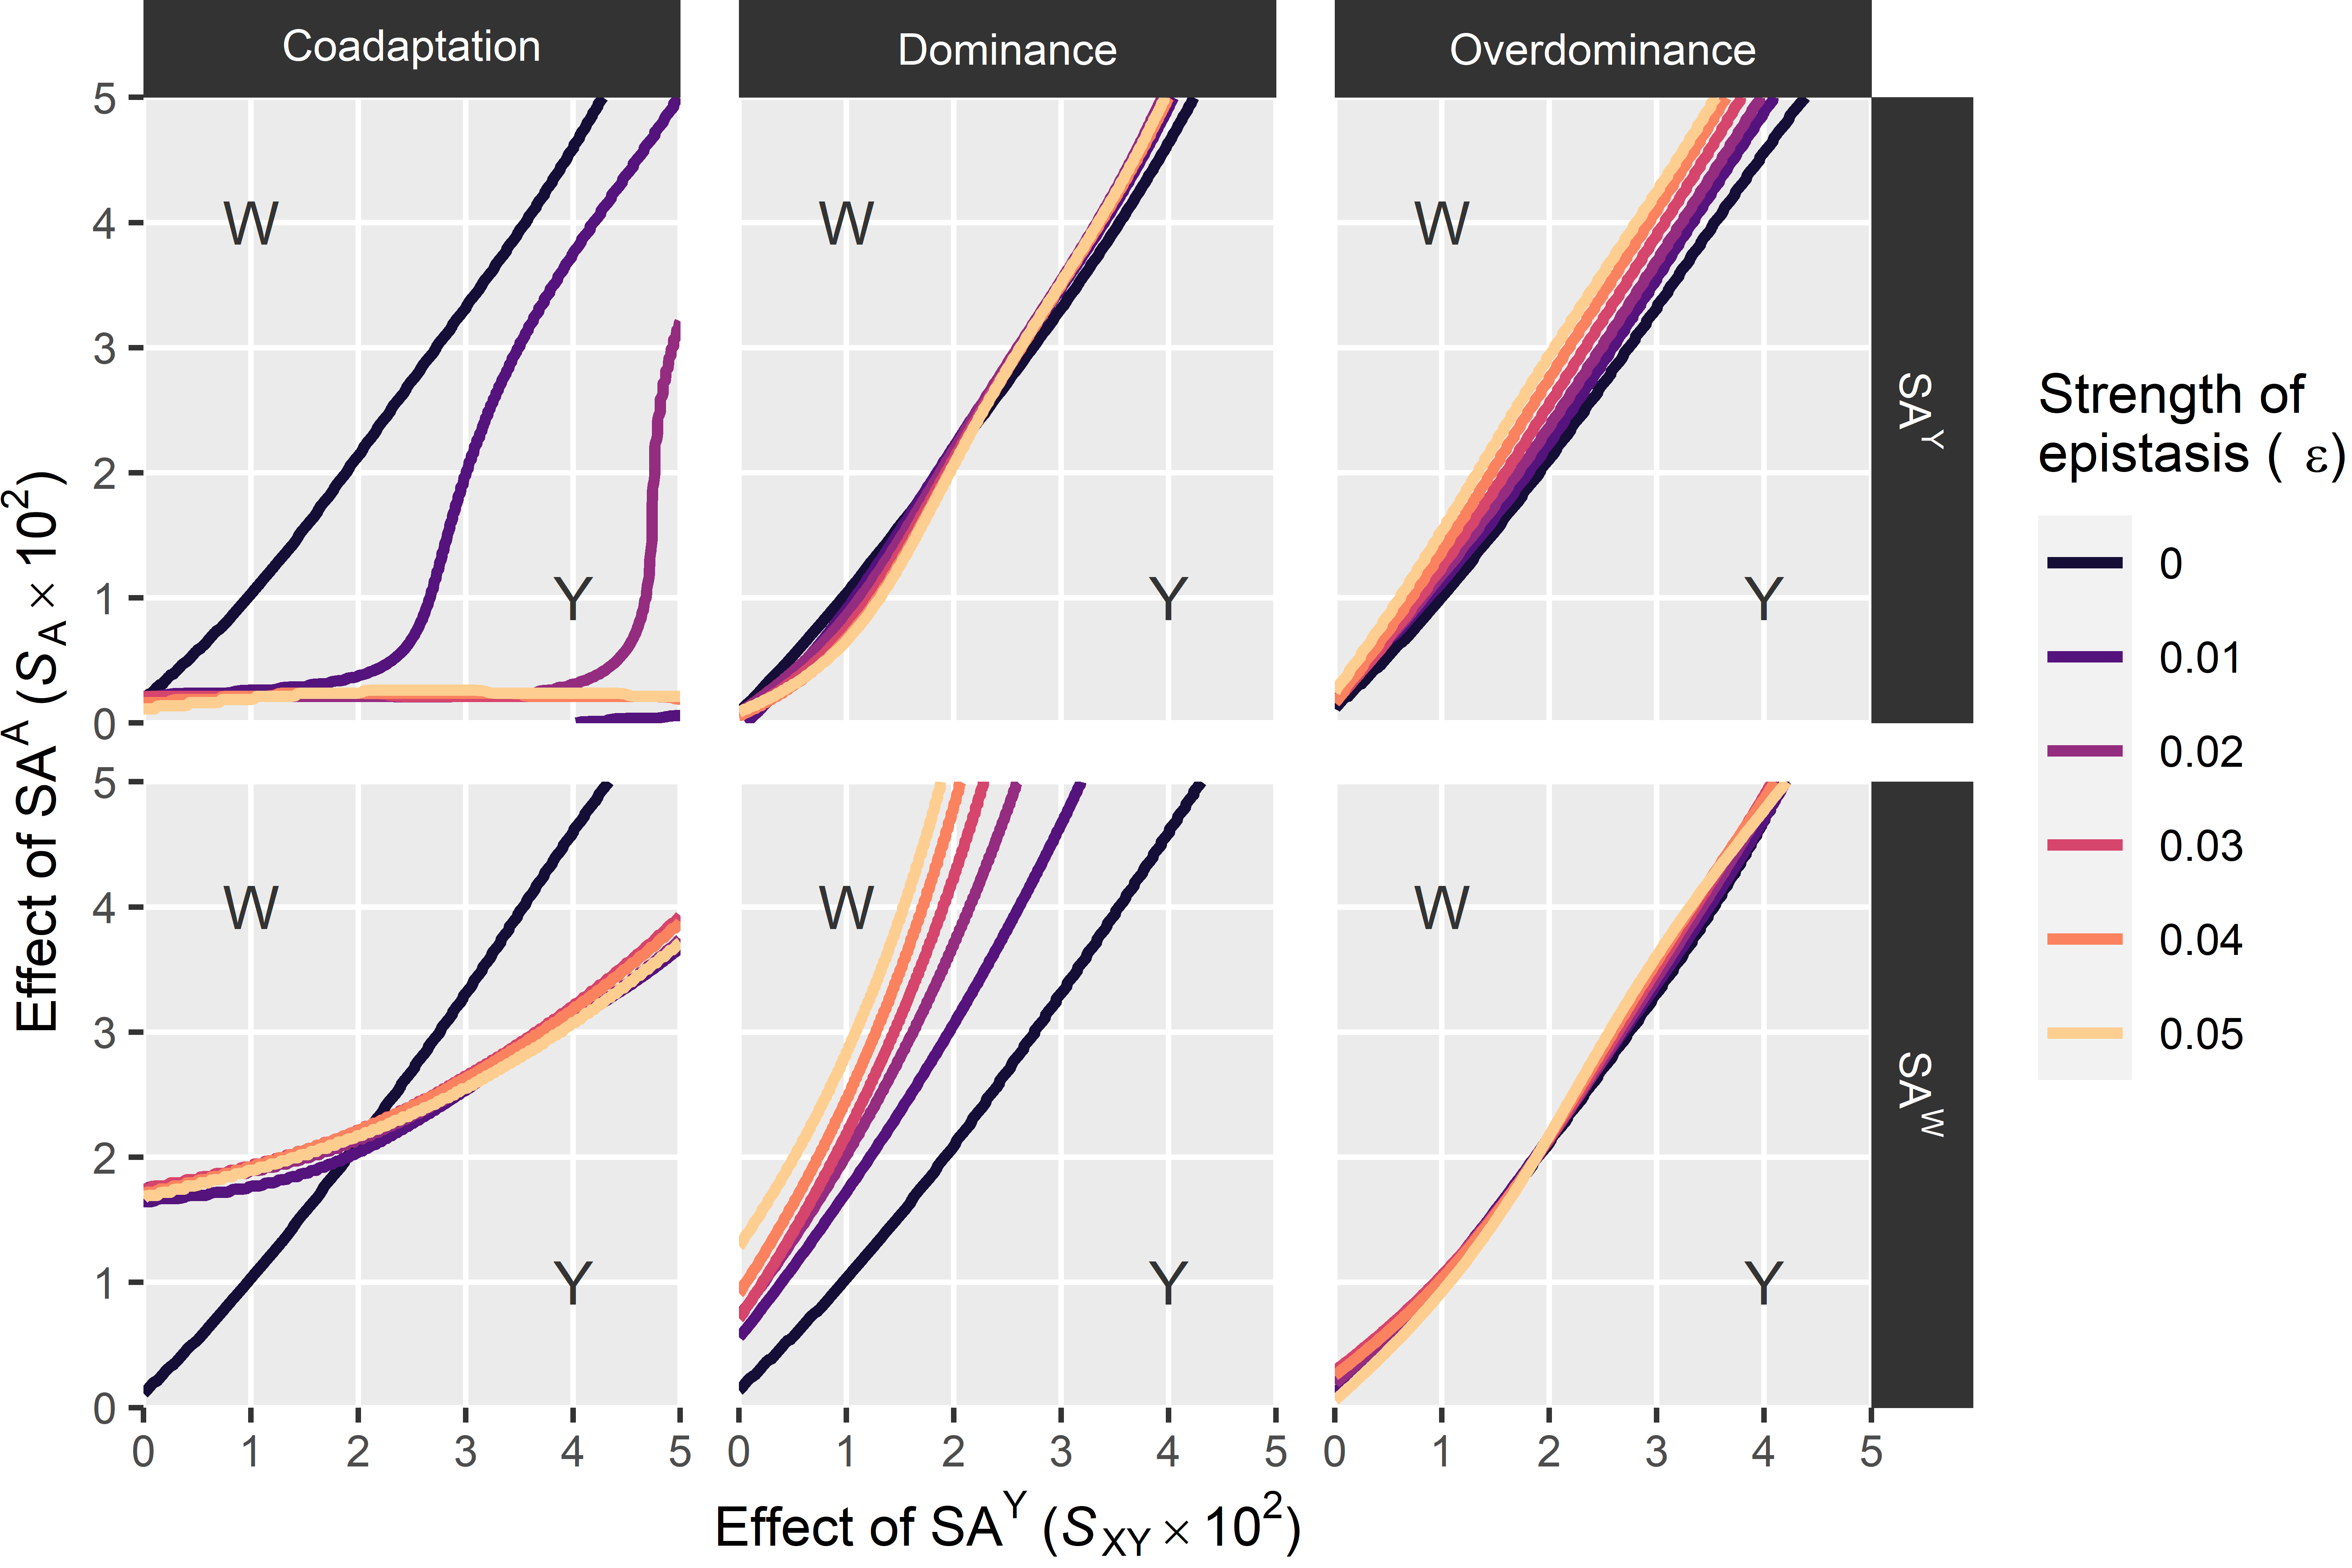 Coadaptation Dominance Overdominance
5
4
3
2
1
0
W
Y
W
Y
W
Y
SA^Y
5
4
3
2
1
0
W
Y
W
Y
W
Y
SA^W
0 1 2 3 4 5
0 1 2 3 4 5
0 1 2 3 4 5
Effect of SA^A (S_A × 10^2)
Effect of SA^Y (S_XY × 10^2)
Strength of
epistasis ( ε)
0
0.01
0.02
0.03
0.04
0.05